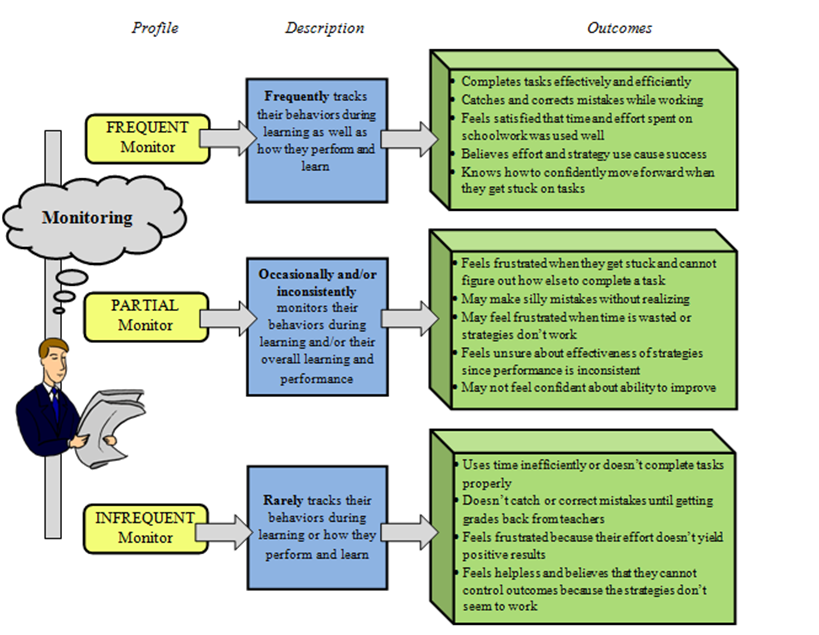 Profile
Description
Outcomes
Monitoring
FREQUENT
Monitor
Frequently tracks
their behaviors during
learning as well as
how they perform and
learn
• Completes tasks effectively and efficiently
• Catches and corrects mistakes while working
• Feels satisfied that time and effort spent on
schoolwork was used well
• Believes effort and strategy use cause success
• Knows how to confidently move forward when
they get stuck on tasks
PARTIAL
Monitor
Occasionally and/or
inconsistently
monitors their
behaviors during
learning and/or their
overall learning and
performance
• Feels frustrated when they get stuck and cannot
figure out how else to complete a task
• May make silly mistakes without realizing
• May feel frustrated when time is wasted or
strategies don't work
• Feels unsure about effectiveness of strategies
since performance is inconsistent
• May not feel confident about ability to improve
INFREQUENT
Monitor
Rarely tracks their
behaviors during
learning or how they
perform and learn
• Uses time inefficiently or doesn't complete tasks
properly
• Doesn't catch or correct mistakes until getting
grades back from teachers
• Feels frustrated because their effort doesn't yield
positive results
• Feels helpless and believes that they cannot
control outcomes because the strategies don't
seem to work